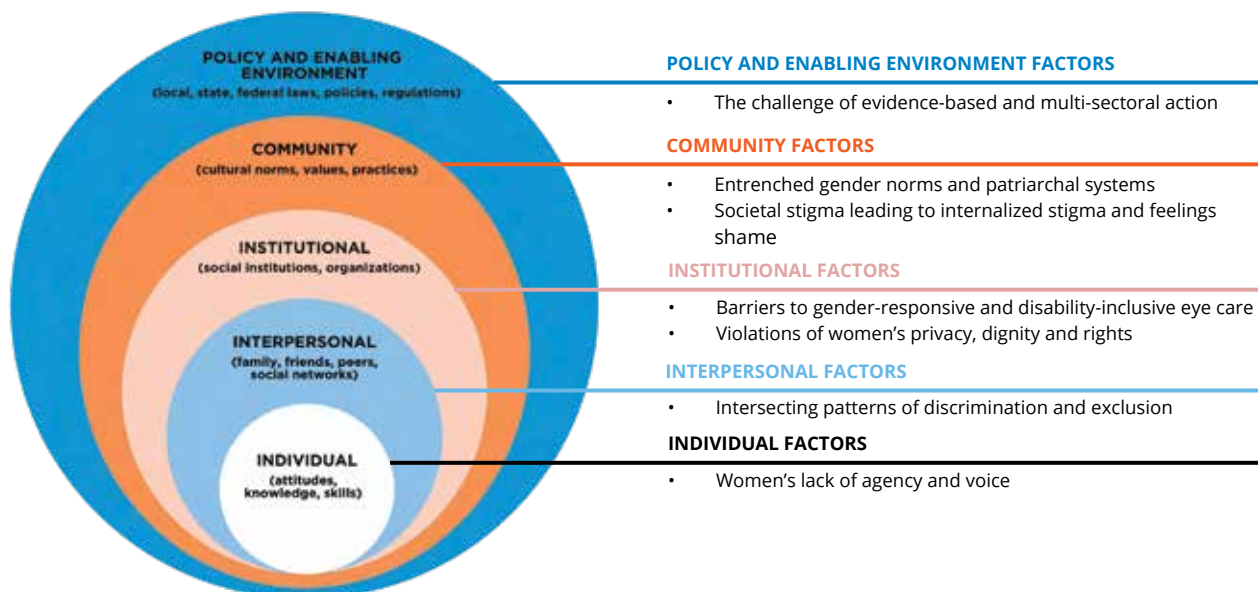 POLICY AND ENABLING
ENVIRONMENT
(local, state, federal laws, policies, regulations)
COMMUNITY
(cultural norms, values, practices)
INSTITUTIONAL
(social institutions, organizations)
INTERPERSONAL
(family, friends, peers,
social networks)
INDIVIDUAL
(attitudes,
knowledge, skills)
POLICY AND ENABLING ENVIRONMENT FACTORS
• The challenge of evidence-based and multi-sectoral action
COMMUNITY FACTORS
• Entrenched gender norms and patriarchal systems
• Societal stigma leading to internalized stigma and feelings
shame
INSTITUTIONAL FACTORS
• Barriers to gender-responsive and disability-inclusive eye care
• Violations of women’s privacy, dignity and rights
INTERPERSONAL FACTORS
• Intersecting patterns of discrimination and exclusion
INDIVIDUAL FACTORS
• Women’s lack of agency and voice